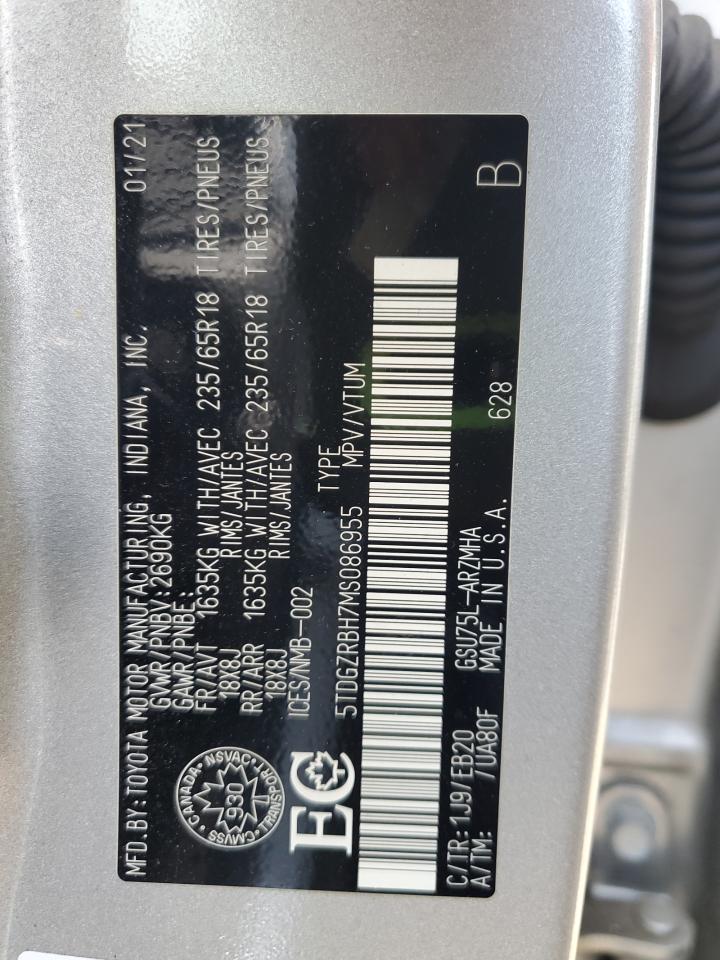 MFD.BY:TOYOTA MOTOR MANUFACTURING, INDIANA, INC. 01/21
GVWR/PNBV:2690KG
GAWR/PNBE:
FR/AVT 1635KG WITH/AVEC 235/65R18 TIRES/PNEUS
18X8J RIMS/JANTES
RR/ARR 1635KG WITH/AVEC 235/65R18 TIRES/PNEUS
18X8J RIMS/JANTES
ICES/NMB-002
CANADA • NSVAC • TRANSPORT • CMVSS
930
EC
5TDGZRBH7MS086955 TYPE MPV/VTUM
C/TR: 1J9/EB20 GSU75L-ARZMHA B
A/TM: /UA80F MADE IN U.S.A. 628